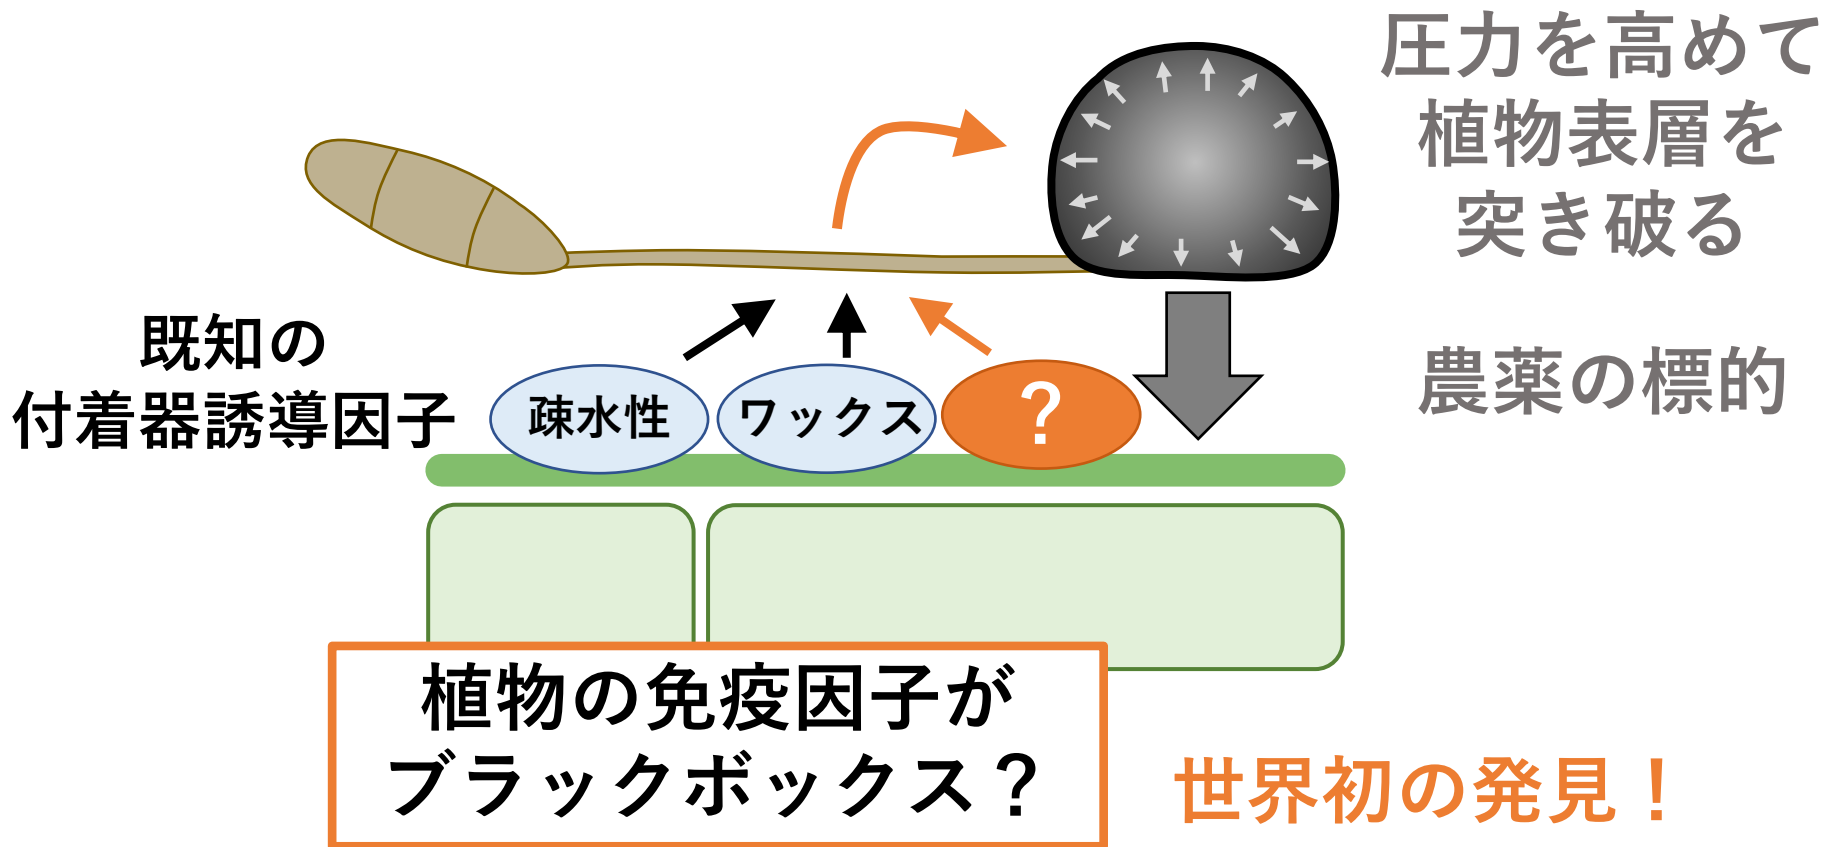 圧力を高めて
植物表層を
突き破る
既知の
付着器誘導因子
疎水性
ワックス
？
農薬の標的
植物の免疫因子が
ブラックボックス？
世界初の発見！